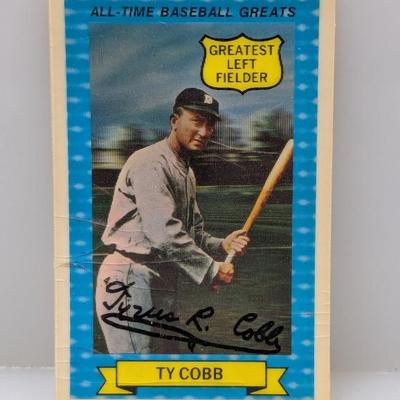 ALL-TIME BASEBALL GREATS
GREATEST
LEFT
FIELDER
D
Tyrus R. Cobb
TY COBB